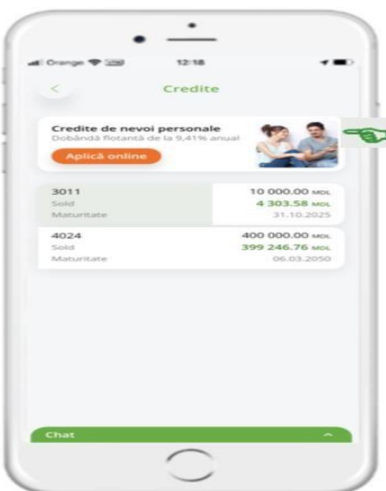 Orange
12:18
Credite
Credite de nevoi personale
Dobândă flotantă de la 9,41% anual
Aplică online
3011 10 000.00 MDL
Sold 4 303.58 MDL
Maturitate 31.10.2025
4024 400 000.00 MDL
Sold 399 246.76 MDL
Maturitate 06.03.2050
Chat